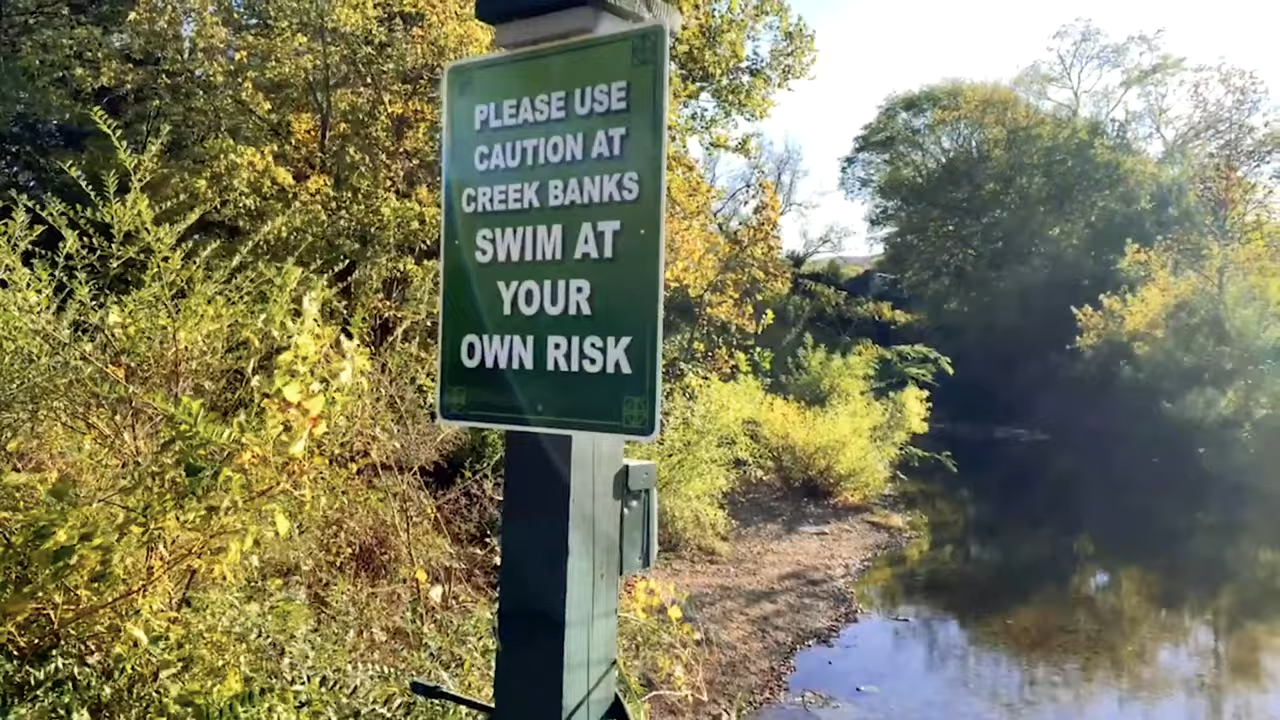 PLEASE USE
CAUTION AT
CREEK BANKS
SWIM AT
YOUR
OWN RISK